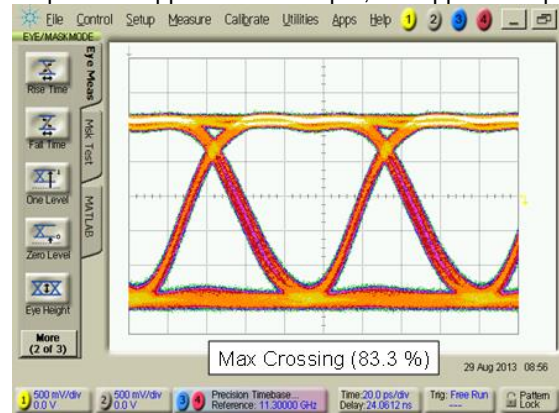 File Control Setup Measure Calibrate Utilities Apps Help 1 2 3 4
EYE/MASK MODE
Eye Meas
Msk Test
MATLAB
Rise Time
Fall Time
One Level
Zero Level
Eye Height
More
(2 of 3)
Max Crossing (83.3 %)
29 Aug 2013 08:56
1 500 mV/div
0.0 V
2 500 mV/div
0.0 V
3 4 Precision Timebase...
Reference: 11.30000 GHz
Time:20.0 ps/div
Delay:24.0612 ns
Trig: Free Run
Pattern
Lock